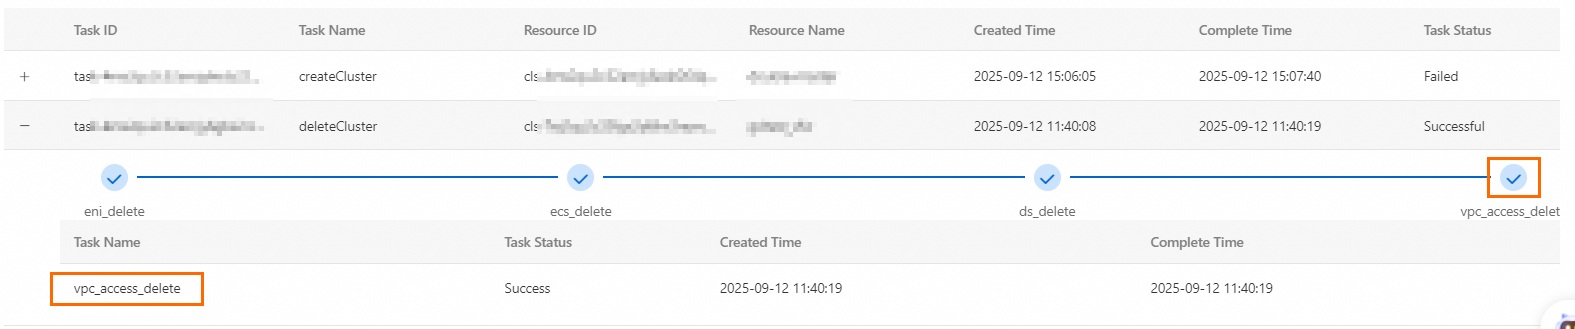 Task ID Task Name Resource ID Resource Name Created Time Complete Time Task Status
+ createCluster 2025-09-12 15:06:05 2025-09-12 15:07:40 Failed
− deleteCluster 2025-09-12 11:40:08 2025-09-12 11:40:19 Successful
eni_delete ecs_delete ds_delete vpc_access_delet
Task Name Task Status Created Time Complete Time
vpc_access_delete Success 2025-09-12 11:40:19 2025-09-12 11:40:19